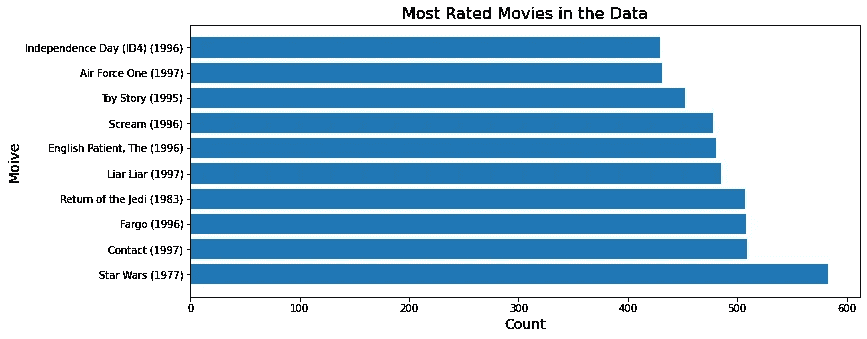 Most Rated Movies in the Data
Independence Day (ID4) (1996)
Air Force One (1997)
Toy Story (1995)
Scream (1996)
English Patient, The (1996)
Liar Liar (1997)
Return of the Jedi (1983)
Fargo (1996)
Contact (1997)
Star Wars (1977)
Moive
0 100 200 300 400 500 600
Count